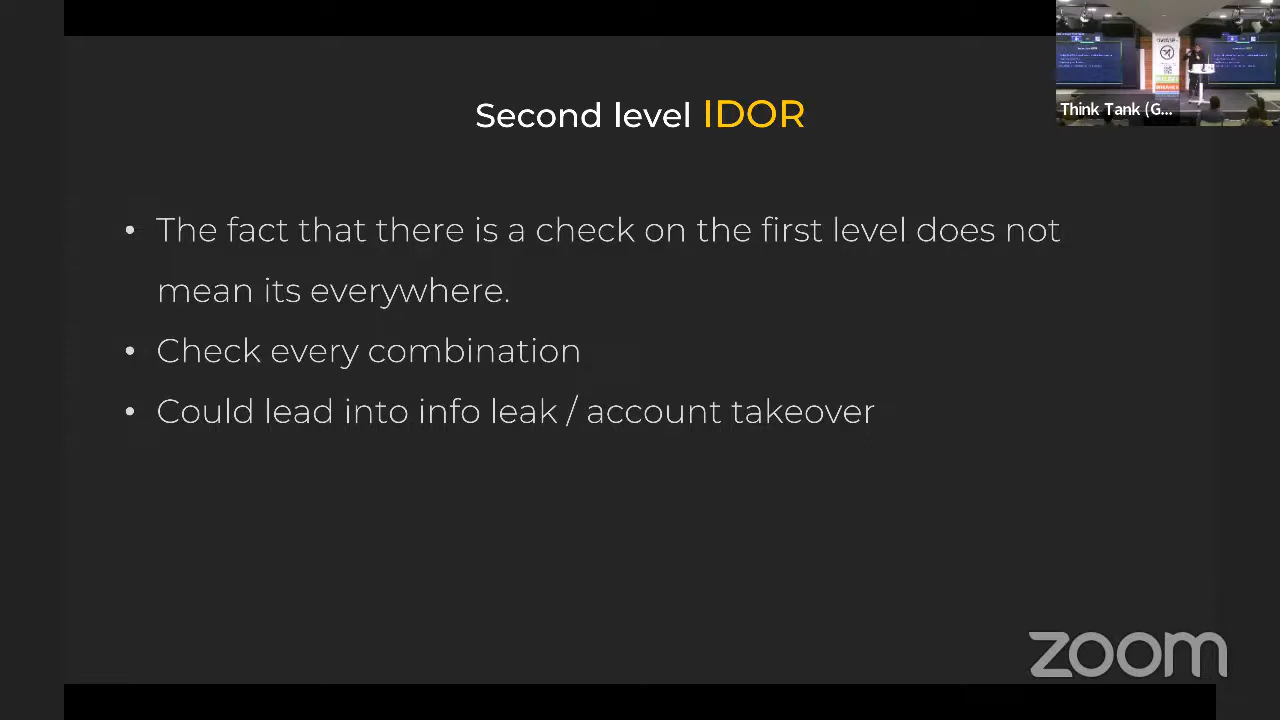 Second level IDOR
Think Tank (G...
• The fact that there is a check on the first level does not
mean its everywhere.
• Check every combination
• Could lead into info leak / account takeover
zoom